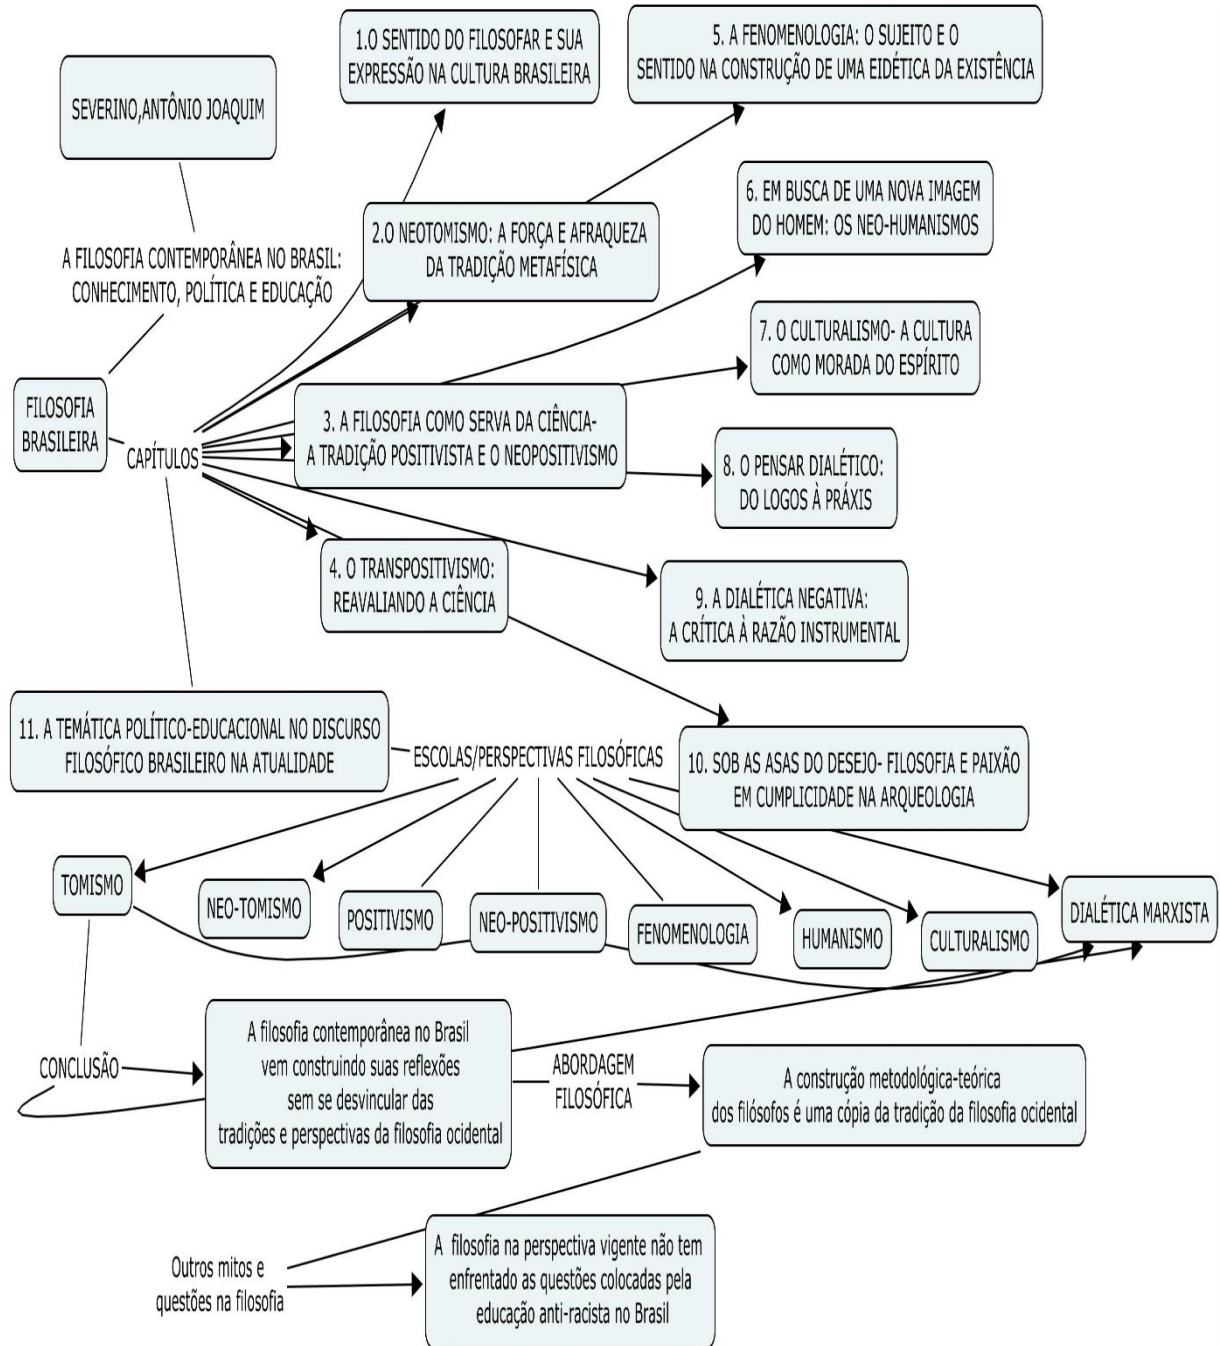 SEVERINO,ANTÔNIO JOAQUIM
A FILOSOFIA CONTEMPORÂNEA NO BRASIL:
CONHECIMENTO, POLÍTICA E EDUCAÇÃO
FILOSOFIA
BRASILEIRA
CAPÍTULOS
1.O SENTIDO DO FILOSOFAR E SUA
EXPRESSÃO NA CULTURA BRASILEIRA
2.O NEOTOMISMO: A FORÇA E AFRAQUEZA
DA TRADIÇÃO METAFÍSICA
3. A FILOSOFIA COMO SERVA DA CIÊNCIA-
A TRADIÇÃO POSITIVISTA E O NEOPOSITIVISMO
4. O TRANSPOSITIVISMO:
REAVALIANDO A CIÊNCIA
5. A FENOMENOLOGIA: O SUJEITO E O
SENTIDO NA CONSTRUÇÃO DE UMA EIDÉTICA DA EXISTÊNCIA
6. EM BUSCA DE UMA NOVA IMAGEM
DO HOMEM: OS NEO-HUMANISMOS
7. O CULTURALISMO- A CULTURA
COMO MORADA DO ESPÍRITO
8. O PENSAR DIALÉTICO:
DO LOGOS À PRÁXIS
9. A DIALÉTICA NEGATIVA:
A CRÍTICA À RAZÃO INSTRUMENTAL
10. SOB AS ASAS DO DESEJO- FILOSOFIA E PAIXÃO
EM CUMPLICIDADE NA ARQUEOLOGIA
11. A TEMÁTICA POLÍTICO-EDUCACIONAL NO DISCURSO
FILOSÓFICO BRASILEIRO NA ATUALIDADE
ESCOLAS/PERSPECTIVAS FILOSÓFICAS
TOMISMO
NEO-TOMISMO
POSITIVISMO
NEO-POSITIVISMO
FENOMENOLOGIA
HUMANISMO
CULTURALISMO
DIALÉTICA MARXISTA
CONCLUSÃO
A filosofia contemporânea no Brasil
vem construindo suas reflexões
sem se desvincular das
tradições e perspectivas da filosofia ocidental
ABORDAGEM
FILOSÓFICA
A construção metodológica-teórica
dos filósofos é uma cópia da tradição da filosofia ocidental
Outros mitos e
questões na filosofia
A filosofia na perspectiva vigente não tem
enfrentado as questões colocadas pela
educação anti-racista no Brasil